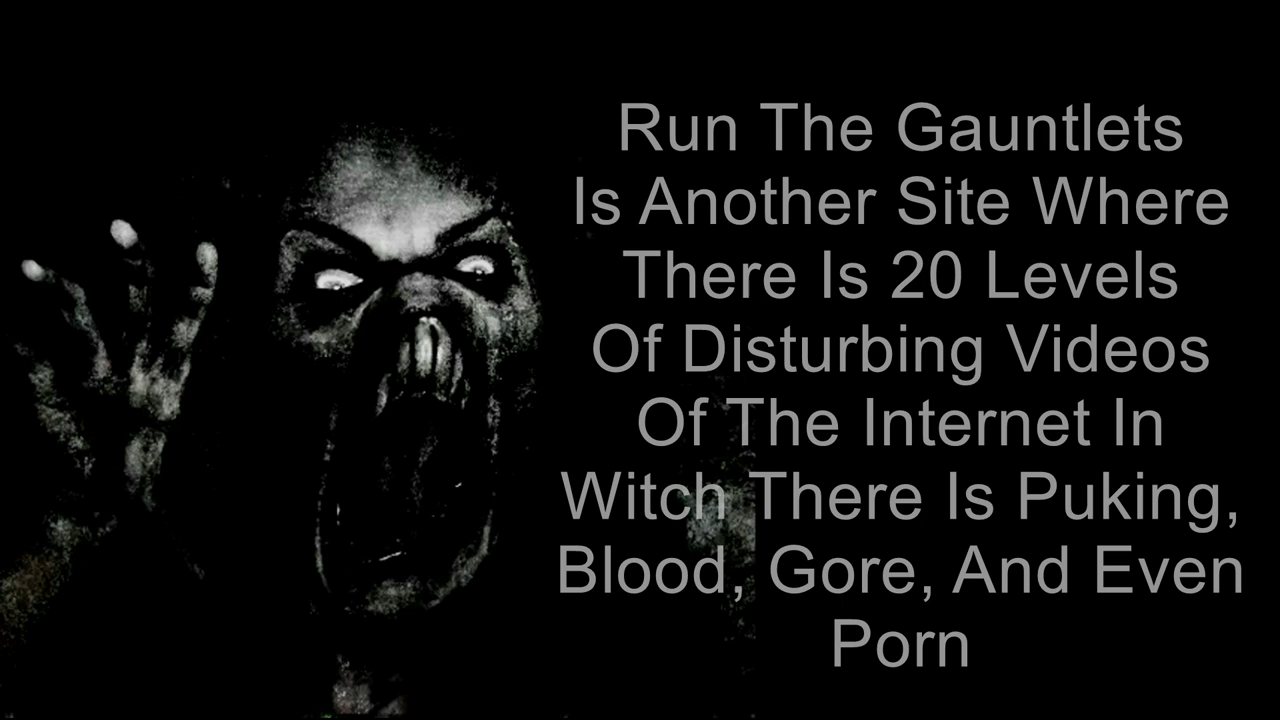 Run The Gauntlets
Is Another Site Where
There Is 20 Levels
Of Disturbing Videos
Of The Internet In
Witch There Is Puking,
Blood, Gore, And Even
Porn